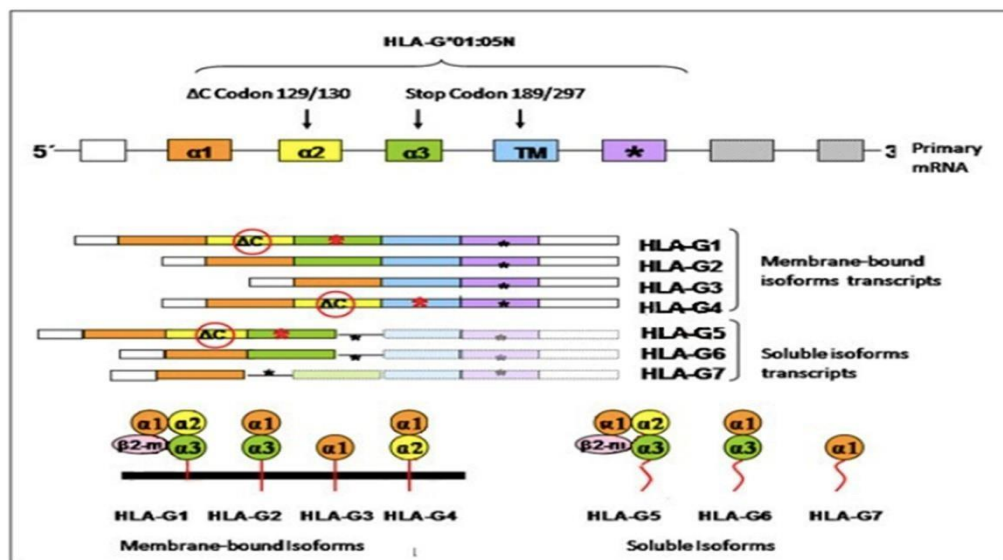 HLA-G*01:05N
ΔC Codon 129/130 Stop Codon 189/297
5´ α1 α2 α3 TM * 3 Primary
mRNA
ΔC * * HLA-G1
* HLA-G2
* HLA-G3
ΔC * * HLA-G4
Membrane-bound
isoforms transcripts
ΔC * * * HLA-G5
* * HLA-G6
* * HLA-G7
Soluble isoforms
transcripts
α1 α2 α1 α1 α1 α2 α1
β2-m α3 α3 α1 α2 β2-m α3 α3 α1
HLA-G1 HLA-G2 HLA-G3 HLA-G4 HLA-G5 HLA-G6 HLA-G7
Membrane-bound Isoforms Soluble Isoforms